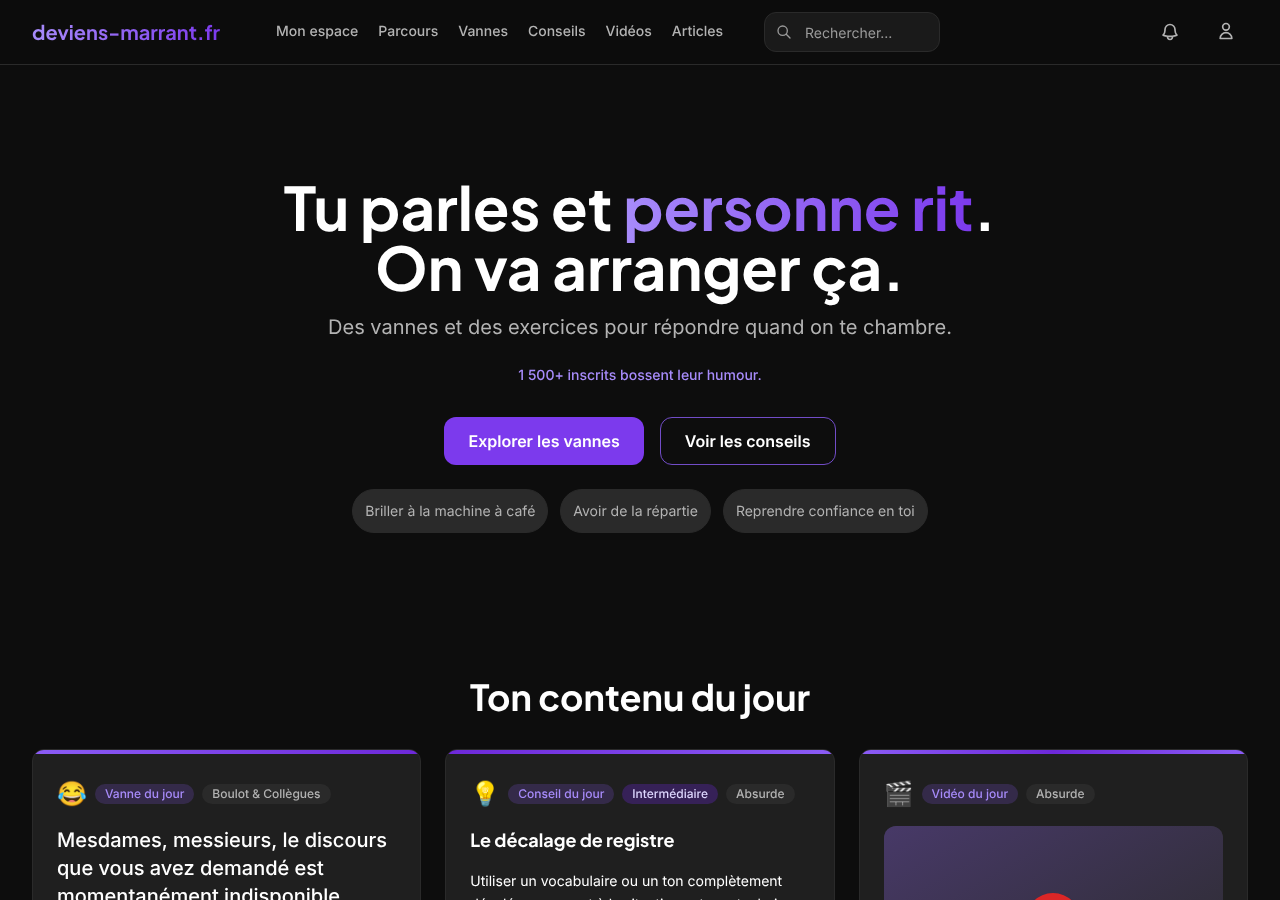 deviens-marrant.fr
Mon espace
Parcours
Vannes
Conseils
Vidéos
Articles
Rechercher...
Tu parles et personne rit.
On va arranger ça.
Des vannes et des exercices pour répondre quand on te chambre.
1 500+ inscrits bossent leur humour.
Explorer les vannes
Voir les conseils
Briller à la machine à café
Avoir de la répartie
Reprendre confiance en toi
Ton contenu du jour
Vanne du jour
Boulot & Collègues
Mesdames, messieurs, le discours
que vous avez demandé est
momentanément indisponible
Conseil du jour
Intermédiaire
Absurde
Le décalage de registre
Utiliser un vocabulaire ou un ton complètement
Vidéo du jour
Absurde